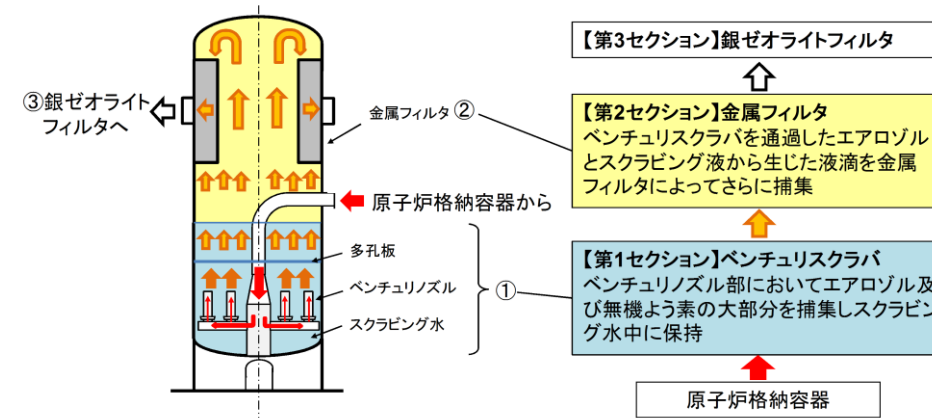 ③銀ゼオライト
フィルタへ
金属フィルタ ②
原子炉格納容器から
多孔板
ベンチュリノズル
スクラビング水
①
【第3セクション】銀ゼオライトフィルタ
【第2セクション】金属フィルタ
ベンチュリスクラバを通過したエアロゾル
とスクラビング液から生じた液滴を金属
フィルタによってさらに捕集
【第1セクション】ベンチュリスクラバ
ベンチュリノズル部においてエアロゾル及
び無機よう素の大部分を捕集しスクラビン
グ水中に保持
原子炉格納容器